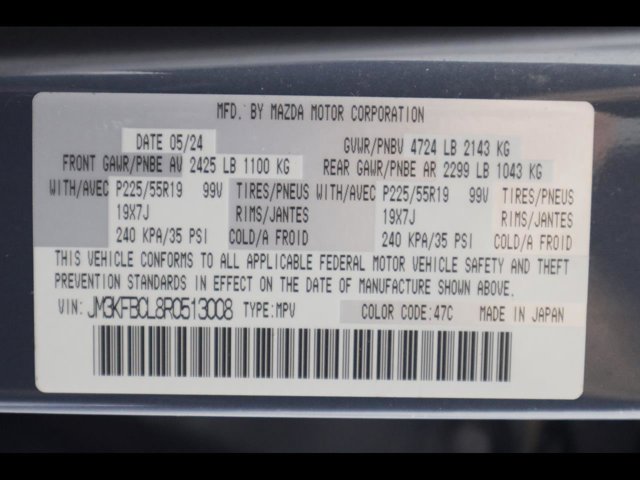 MFD. BY MAZDA MOTOR CORPORATION
DATE 05/24 GVWR/PNBV 4724 LB 2143 KG
FRONT GAWR/PNBE AV 2425 LB 1100 KG REAR GAWR/PNBE AR 2299 LB 1043 KG
WITH/AVEC P225/55R19 99V TIRES/PNEUS WITH/AVEC P225/55R19 99V TIRES/PNEUS
19X7J RIMS/JANTES 19X7J RIMS/JANTES
240 KPA/35 PSI COLD/A FROID 240 KPA/35 PSI COLD/A FROID
THIS VEHICLE CONFORMS TO ALL APPLICABLE FEDERAL MOTOR VEHICLE SAFETY AND THEFT
PREVENTION STANDARDS IN EFFECT ON THE DATE OF MANUFACTURE SHOWN ABOVE.
VIN: JM3KFBCL8R0513008 TYPE:MPV COLOR CODE:47C MADE IN JAPAN